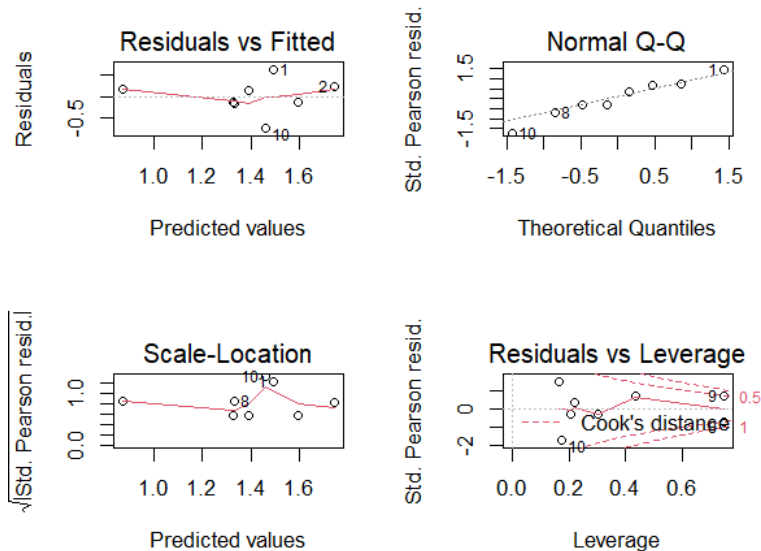 Residuals vs Fitted
Residuals
-0.5
1
2
10
1.0 1.2 1.4 1.6
Predicted values
Normal Q-Q
Std. Pearson resid.
-1.5 1.5
1
8
10
-1.5 -0.5 0.5 1.5
Theoretical Quantiles
Scale-Location
√|Std. Pearson resid.|
0.0 1.0
10
1
8
1.0 1.2 1.4 1.6
Predicted values
Residuals vs Leverage
Std. Pearson resid.
-2 0
9
0.5
Cook's distance
1
10
0.0 0.2 0.4 0.6
Leverage